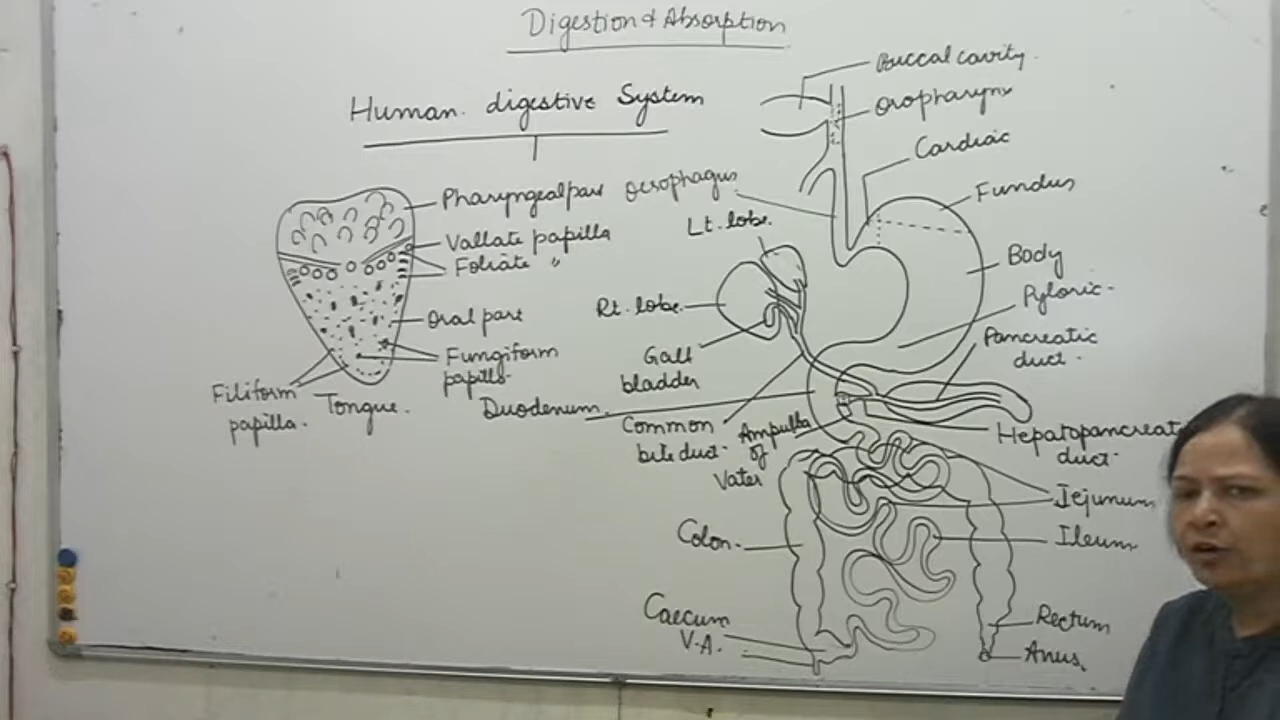 Digestion & Absorption
Human. digestive System
Buccal cavity.
Oropharynx
Cardiac
Fundus
Body
Pyloric.
Pancreatic
duct.
Hepatopancreat
duct.
Jejunum
Ileum
Rectum
Anus.
Oesophagus
Lt. lobe.
Rt. lobe.
Gall
bladder
Duodenum.
Common
bile duct.
Ampulla
of
Vater
Colon.
Caecum
V.A.
Pharyngeal part
Vallate papilla
Foliate "
Oral part
Fungiform
papilla.
Filiform
papilla.
Tongue.